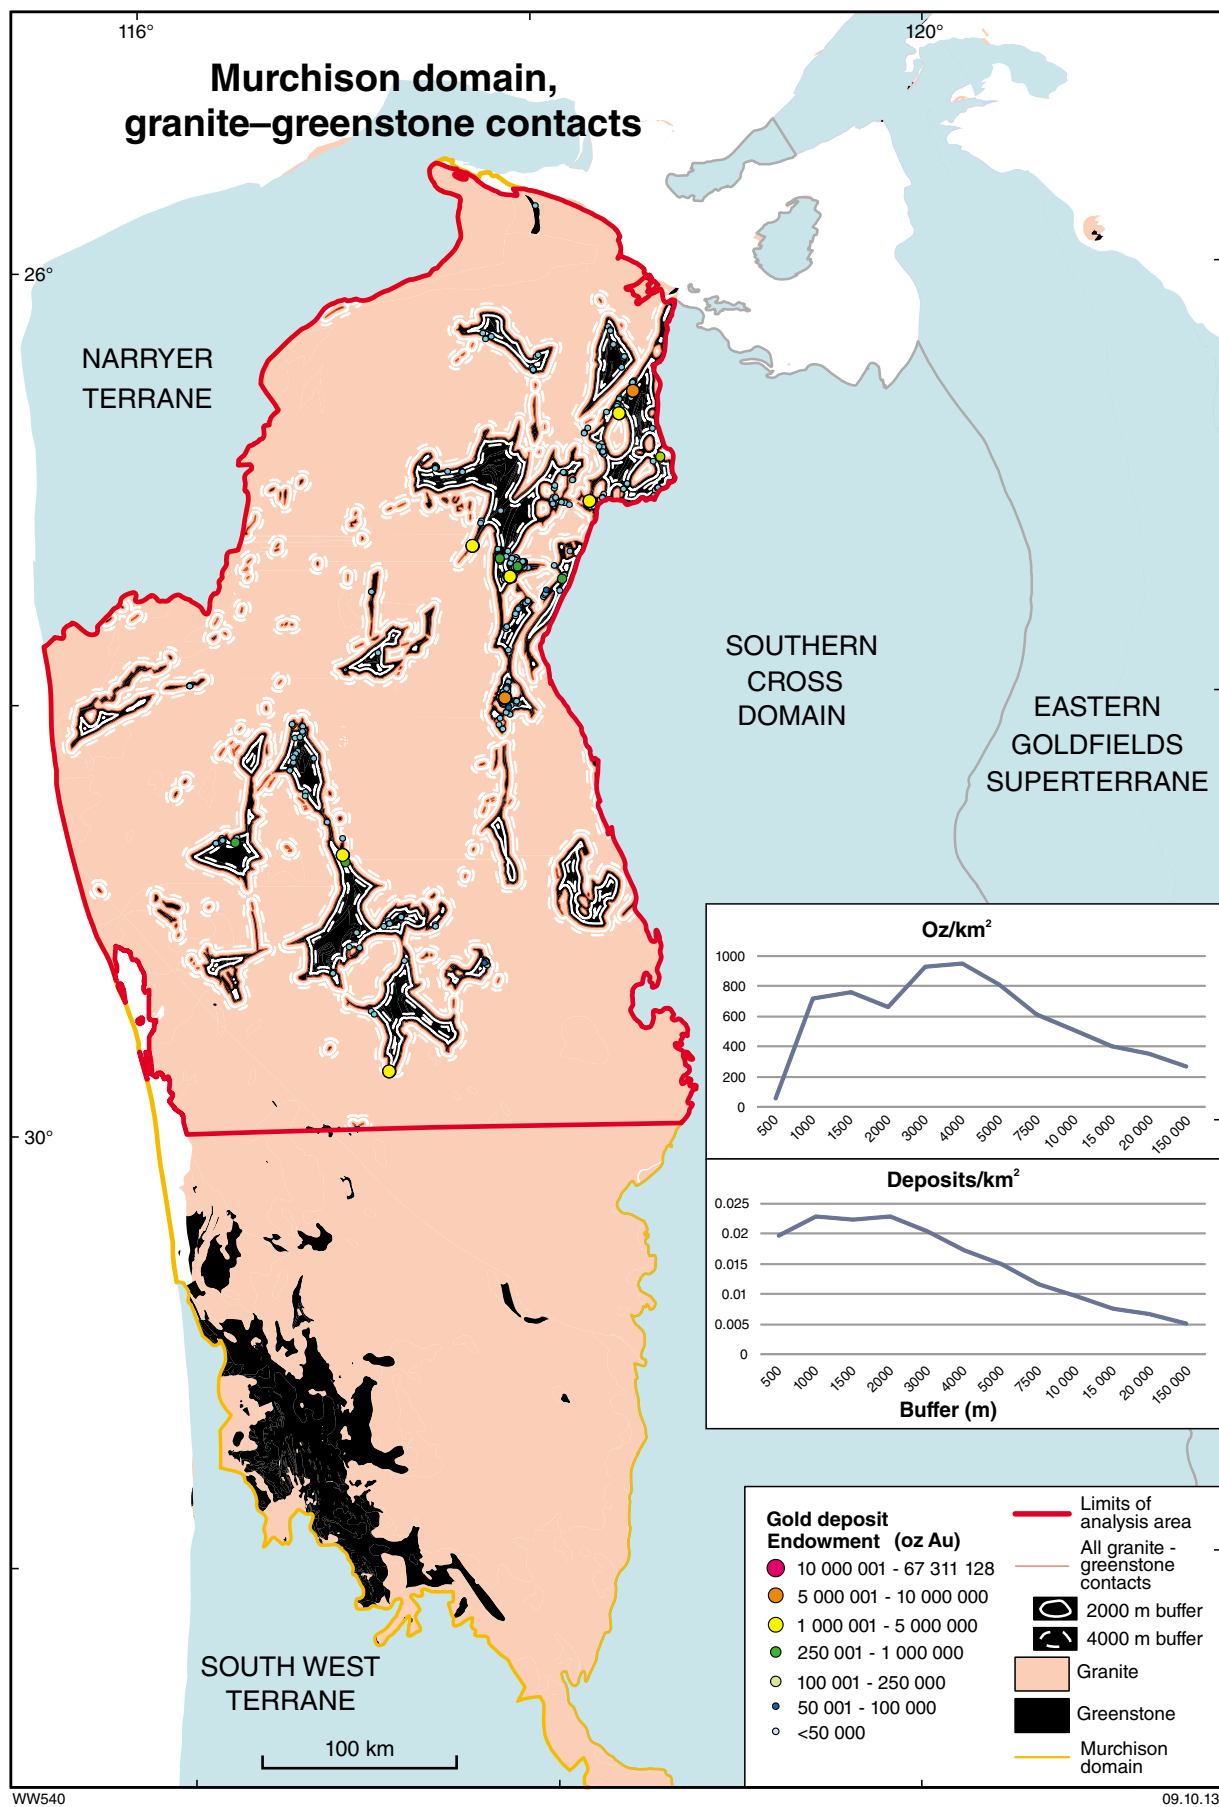 116°
120°
Murchison domain,
granite–greenstone contacts
26°
NARRYER
TERRANE
SOUTHERN
CROSS
DOMAIN
EASTERN
GOLDFIELDS
SUPERTERRANE
30°
SOUTH WEST
TERRANE
100 km
Oz/km²
1000
800
600
400
200
0
500
1000
1500
2000
3000
4000
5000
7500
10 000
15 000
20 000
150 000
Deposits/km²
0.025
0.02
0.015
0.01
0.005
0
500
1000
1500
2000
3000
4000
5000
7500
10 000
15 000
20 000
150 000
Buffer (m)
Gold deposit
Endowment (oz Au)
10 000 001 - 67 311 128
5 000 001 - 10 000 000
1 000 001 - 5 000 000
250 001 - 1 000 000
100 001 - 250 000
50 001 - 100 000
<50 000
Limits of
analysis area
All granite -
greenstone
contacts
2000 m buffer
4000 m buffer
Granite
Greenstone
Murchison
domain
WW540
09.10.13